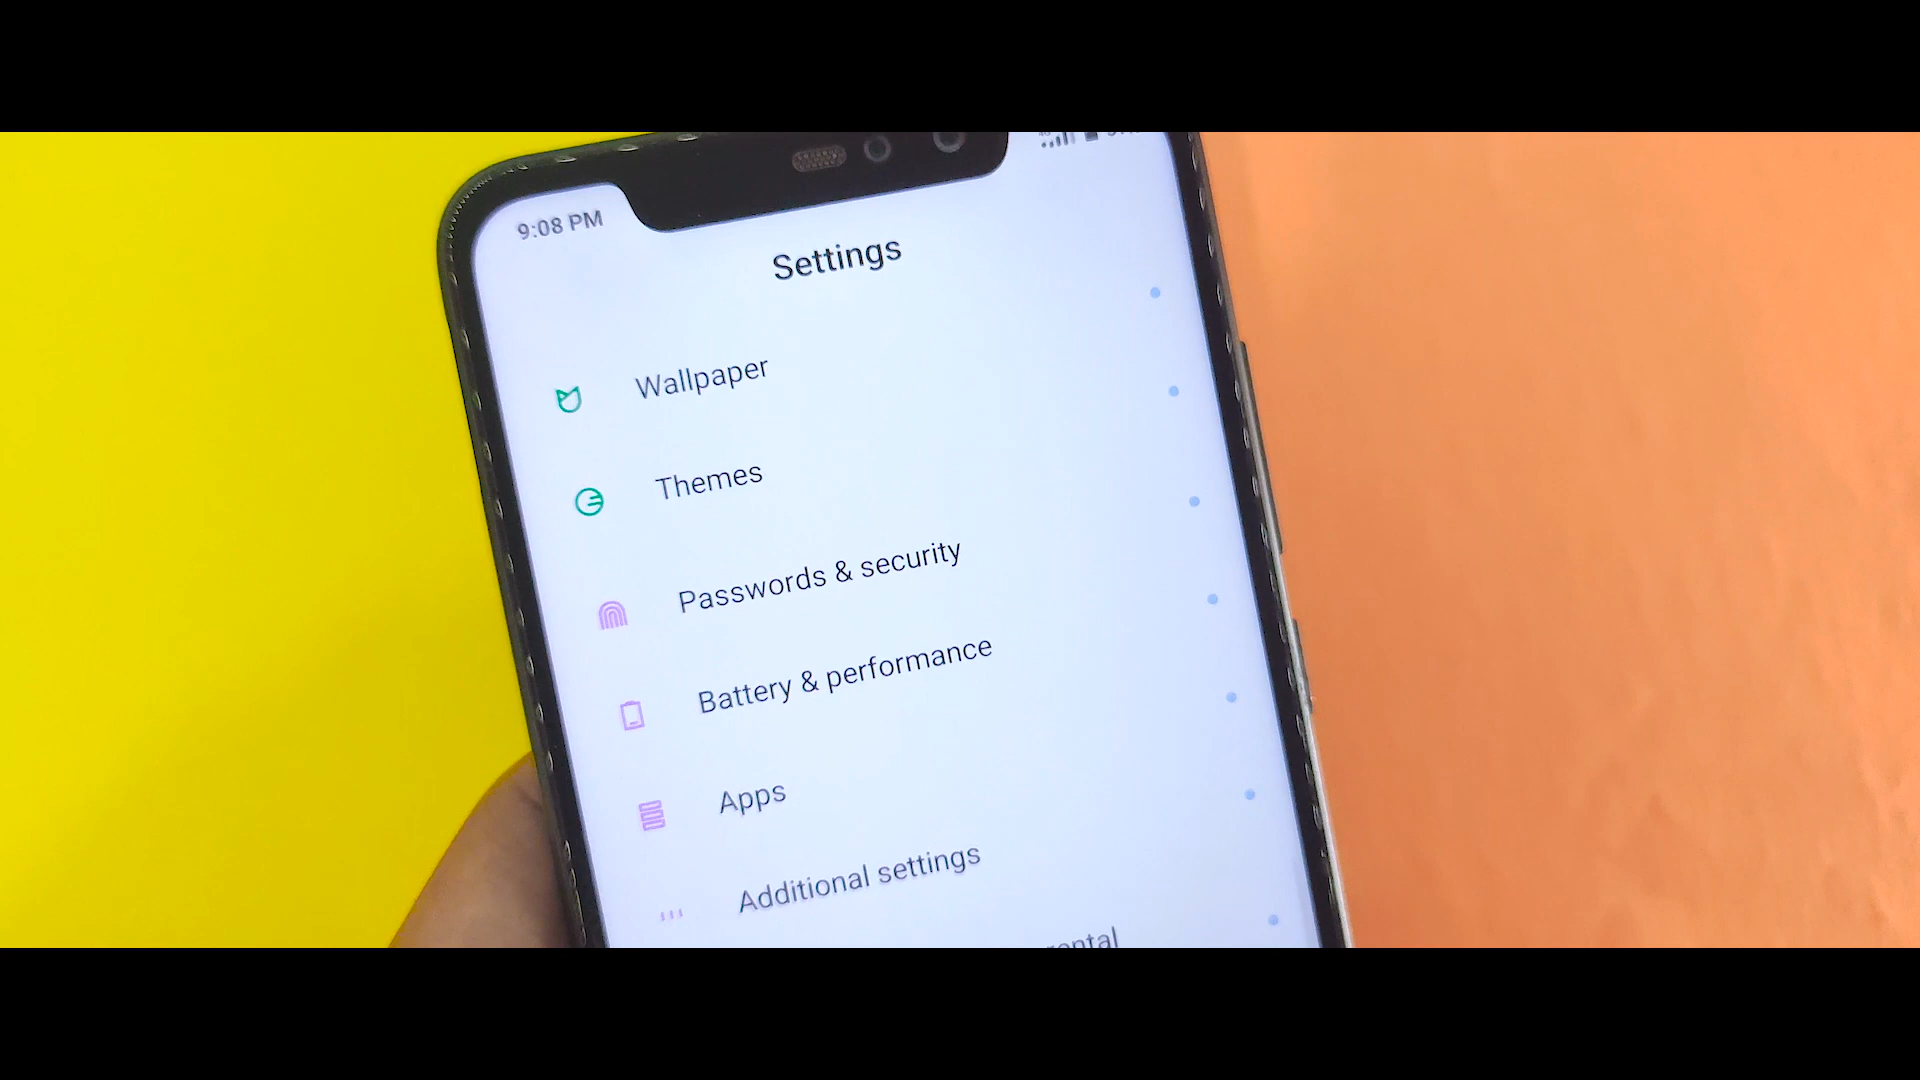 9:08 PM
Settings
Wallpaper
Themes
Passwords & security
Battery & performance
Apps
Additional settings